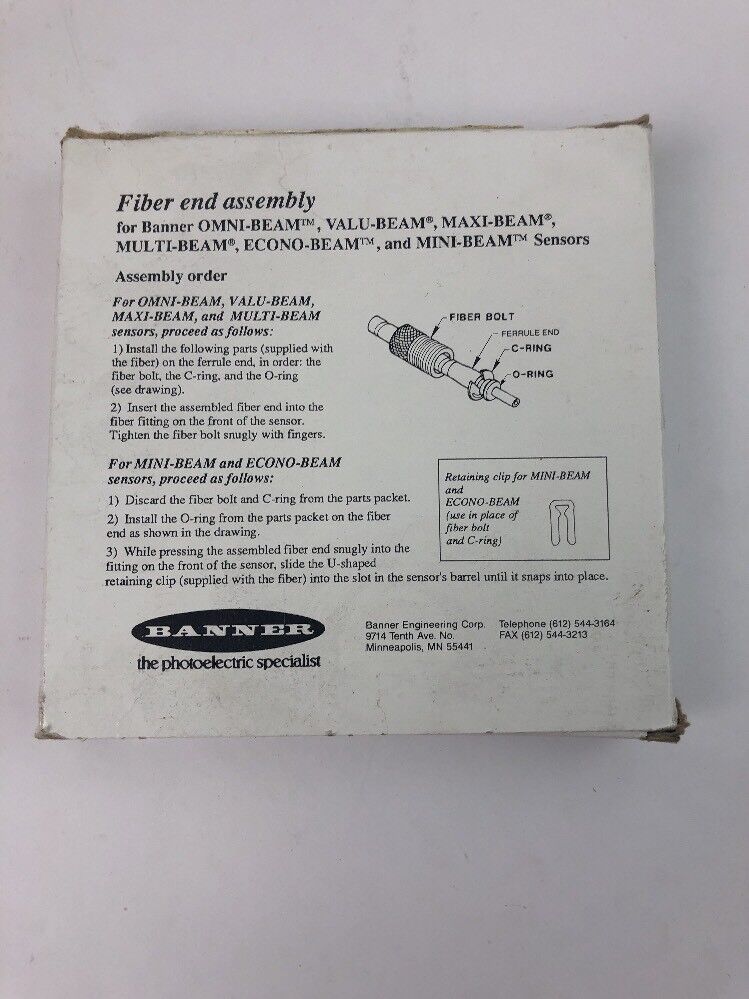 Fiber end assembly
for Banner OMNI-BEAM™, VALU-BEAM®, MAXI-BEAM®,
MULTI-BEAM®, ECONO-BEAM™, and MINI-BEAM™ Sensors
Assembly order
For OMNI-BEAM, VALU-BEAM,
MAXI-BEAM, and MULTI-BEAM
sensors, proceed as follows:
1) Install the following parts (supplied with
the fiber) on the ferrule end, in order: the
fiber bolt, the C-ring, and the O-ring
(see drawing).
2) Insert the assembled fiber end into the
fiber fitting on the front of the sensor.
Tighten the fiber bolt snugly with fingers.
FIBER BOLT
FERRULE END
C-RING
O-RING
For MINI-BEAM and ECONO-BEAM
sensors, proceed as follows:
1) Discard the fiber bolt and C-ring from the parts packet.
2) Install the O-ring from the parts packet on the fiber
end as shown in the drawing.
3) While pressing the assembled fiber end snugly into the
fitting on the front of the sensor, slide the U-shaped
retaining clip (supplied with the fiber) into the slot in the sensor's barrel until it snaps into place.
Retaining clip for MINI-BEAM
and
ECONO-BEAM
(use in place of
fiber bolt
and C-ring)
BANNER
the photoelectric specialist
Banner Engineering Corp.
9714 Tenth Ave. No.
Minneapolis, MN 55441
Telephone (612) 544-3164
FAX (612) 544-3213